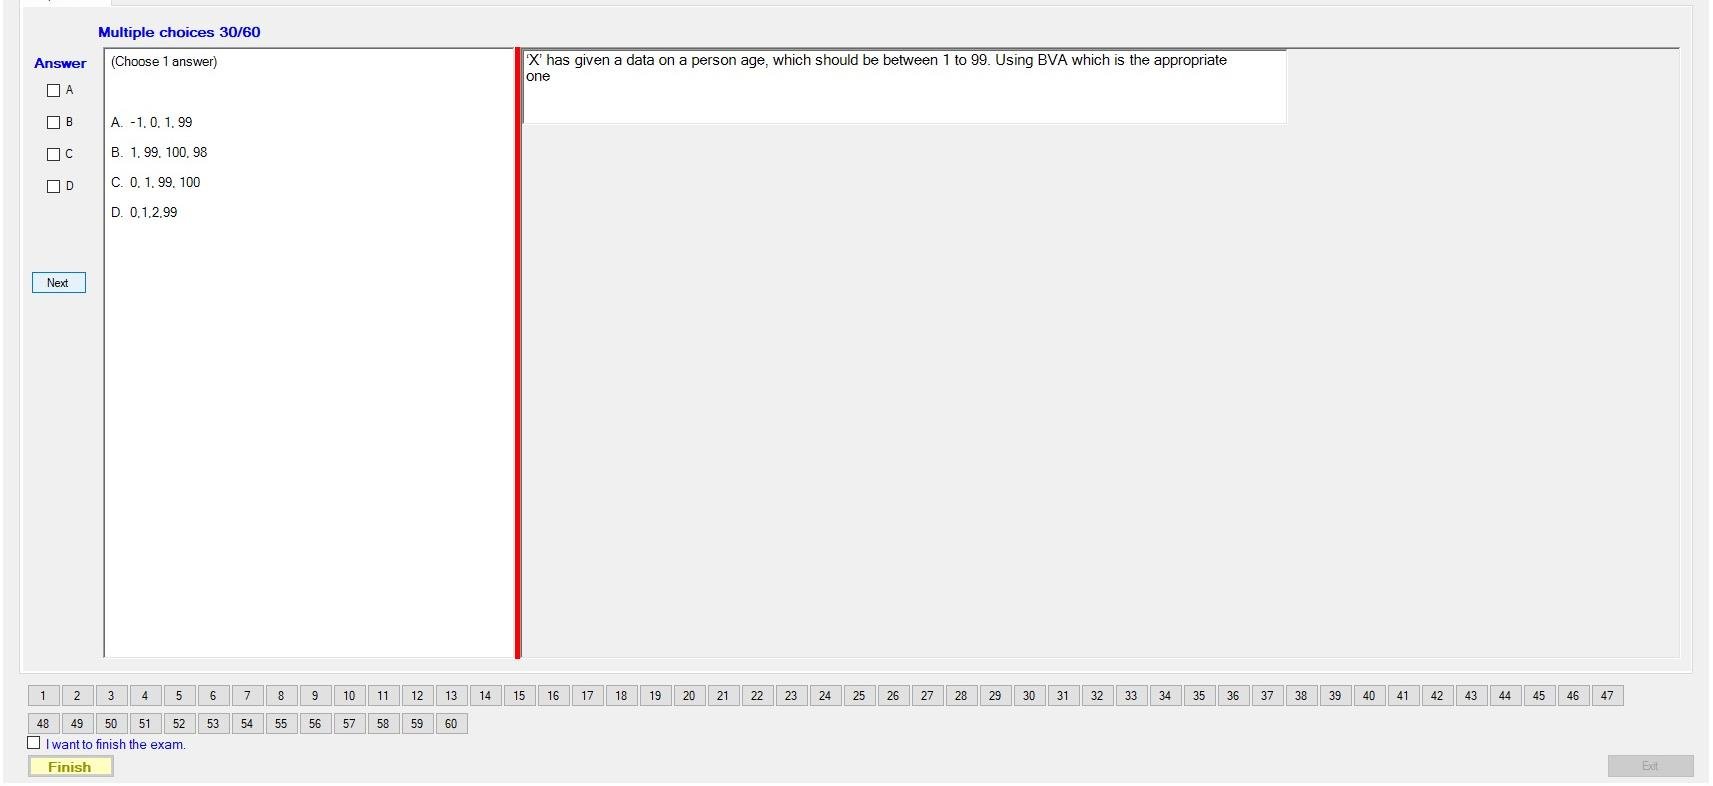 Multiple choices 30/60
Answer
A
B
C
D
Next
(Choose 1 answer)
A. -1, 0, 1, 99
B. 1, 99, 100, 98
C. 0, 1, 99, 100
D. 0,1,2,99
'X' has given a data on a person age, which should be between 1 to 99. Using BVA which is the appropriate
one
1 2 3 4 5 6 7 8 9 10 11 12 13 14 15 16 17 18 19 20 21 22 23 24 25 26 27 28 29 30 31 32 33 34 35 36 37 38 39 40 41 42 43 44 45 46 47
48 49 50 51 52 53 54 55 56 57 58 59 60
I want to finish the exam.
Finish
Exit